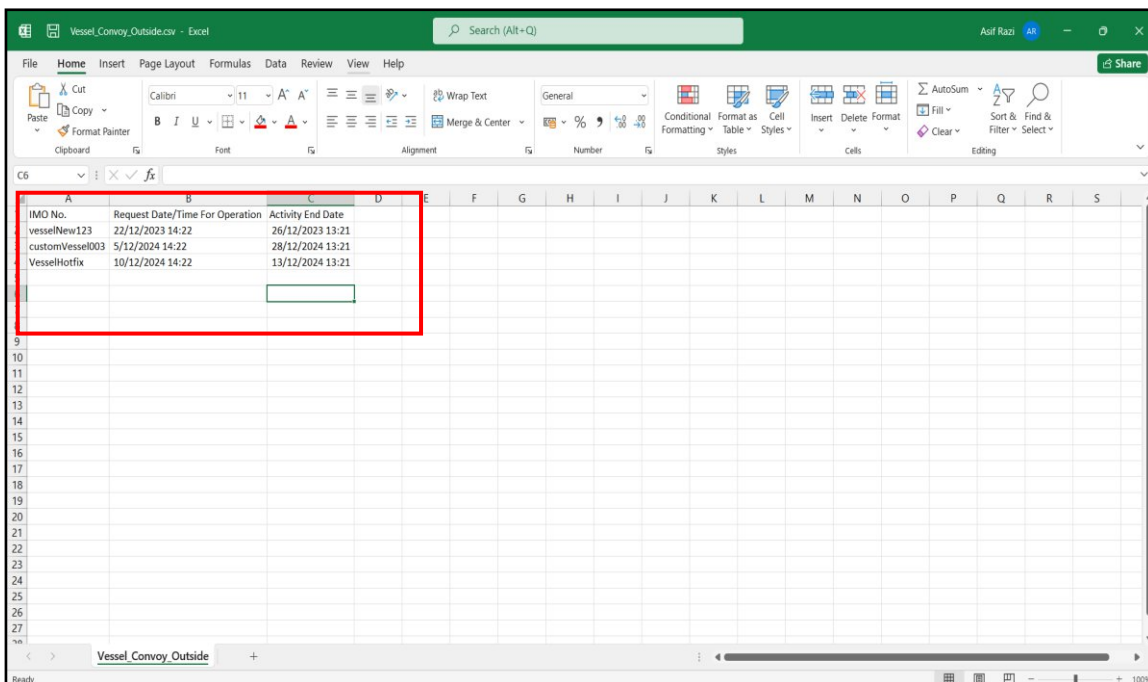 Vessel_Convoy_Outside.csv - Excel
Search (Alt+Q)
Asif Razi AR
File Home Insert Page Layout Formulas Data Review View Help
Share
Paste
Cut
Copy
Format Painter
Clipboard
Calibri 11
B I U
Font
Wrap Text
Merge & Center
Alignment
General
Number
Conditional Formatting
Format as Table
Cell Styles
Styles
Insert Delete Format
Cells
AutoSum
Fill
Clear
Sort & Filter
Find & Select
Editing
C6 fx
A B C D E F G H I J K L M N O P Q R S
IMO No. Request Date/Time For Operation Activity End Date
vesselNew123 22/12/2023 14:22 26/12/2023 13:21
customVessel003 5/12/2024 14:22 28/12/2024 13:21
VesselHotfix 10/12/2024 14:22 13/12/2024 13:21
9
10
11
12
13
14
15
16
17
18
19
20
21
22
23
24
25
26
27
Vessel_Convoy_Outside
Ready